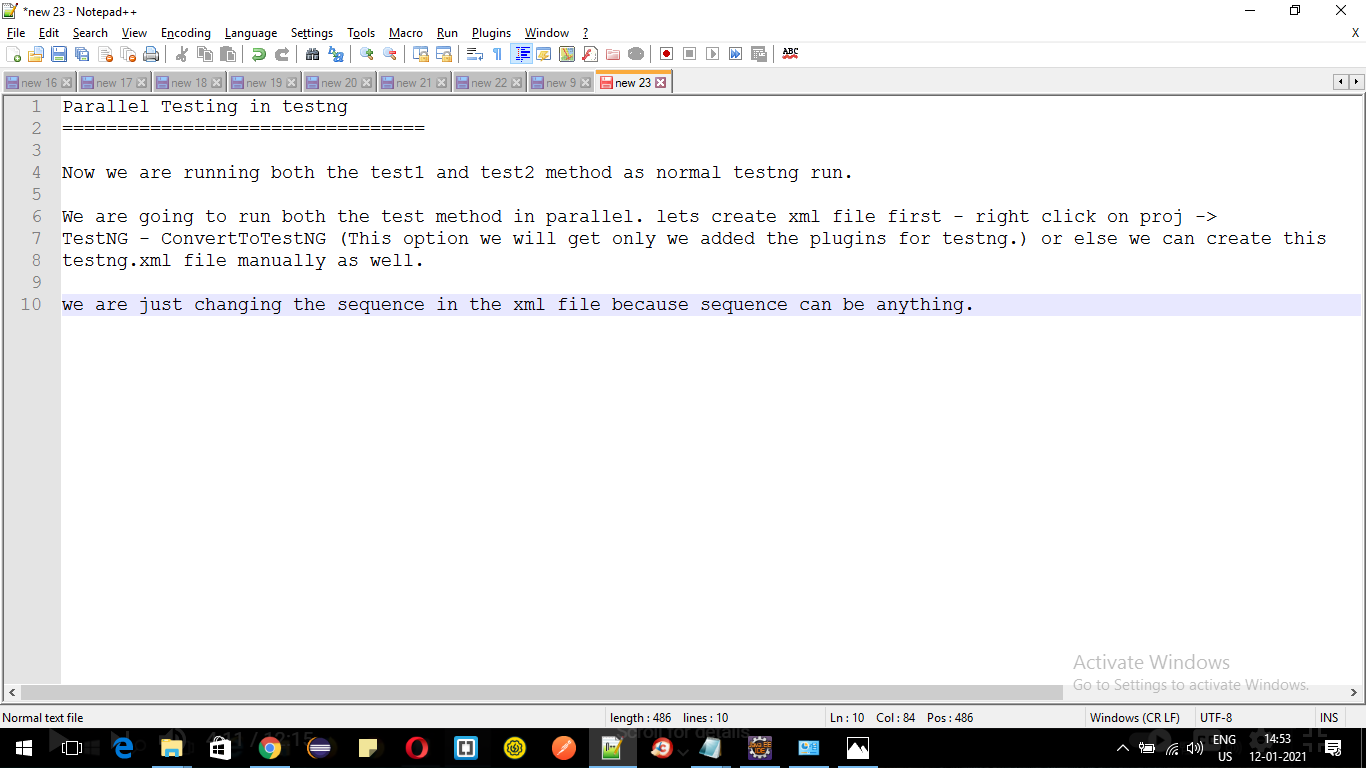 *new 23 - Notepad++
File Edit Search View Encoding Language Settings Tools Macro Run Plugins Window ? X
ABC
new 16 new 17 new 18 new 19 new 20 new 21 new 22 new 9 new 23
1 Parallel Testing in testng
2 =================================
3
4 Now we are running both the test1 and test2 method as normal testng run.
5
6 We are going to run both the test method in parallel. lets create xml file first - right click on proj ->
7 TestNG - ConvertToTestNG (This option we will get only we added the plugins for testng.) or else we can create this
8 testng.xml file manually as well.
9
10 we are just changing the sequence in the xml file because sequence can be anything.
Activate Windows
Go to Settings to activate Windows.
Normal text file length : 486 lines : 10 Ln : 10 Col : 84 Pos : 486 Windows (CR LF) UTF-8 INS
4:11 / 12:15
Scroll for details
ENG 14:53
US 12-01-2021